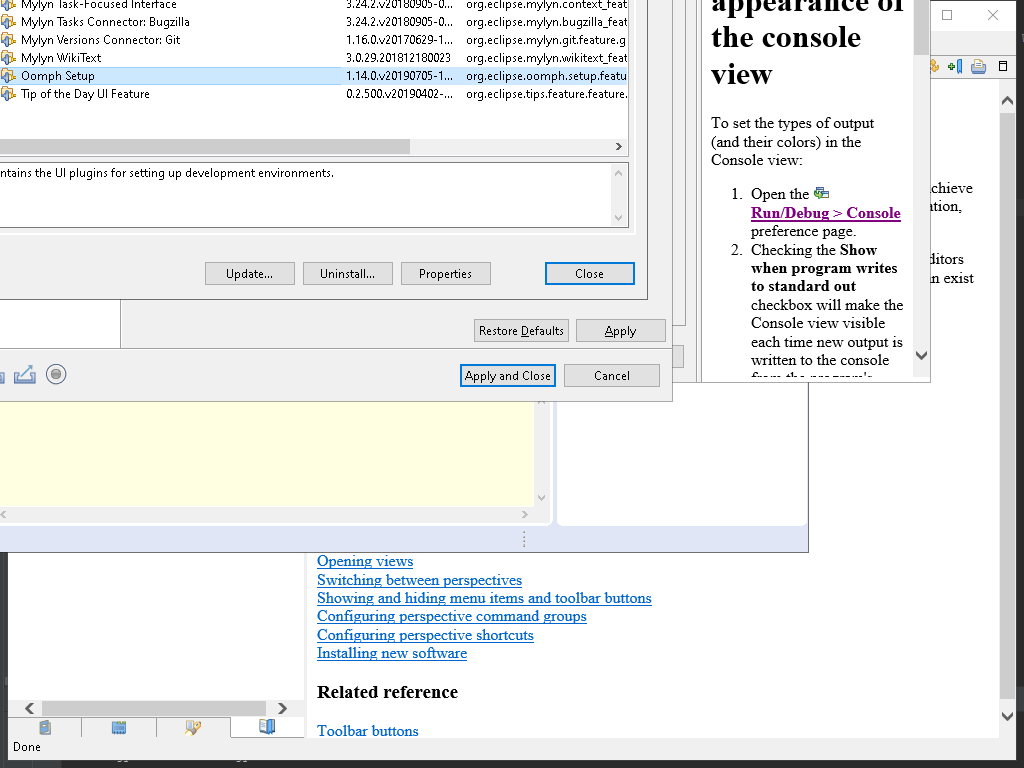 Mylyn Task-Focused Interface 3.24.2.v20180905-0... org.eclipse.mylyn.context_feat
Mylyn Tasks Connector: Bugzilla 3.24.2.v20180905-0... org.eclipse.mylyn.bugzilla_feat
Mylyn Versions Connector: Git 1.16.0.v20170629-1... org.eclipse.mylyn.git.feature.g
Mylyn WikiText 3.0.29.201812180023 org.eclipse.mylyn.wikitext_feat
Oomph Setup 1.14.0.v20190705-1... org.eclipse.oomph.setup.featu
Tip of the Day UI Feature 0.2.500.v20190402-... org.eclipse.tips.feature.feature.
ntains the UI plugins for setting up development environments.
Update... Uninstall... Properties Close
Restore Defaults Apply
Apply and Close Cancel
appearance of
the console
view
To set the types of output
(and their colors) in the
Console view:
1. Open the
Run/Debug > Console
preference page.
2. Checking the Show
when program writes
to standard out
checkbox will make the
Console view visible
each time new output is
written to the console
from the program's
chieve
ation,
ditors
n exist
Opening views
Switching between perspectives
Showing and hiding menu items and toolbar buttons
Configuring perspective command groups
Configuring perspective shortcuts
Installing new software
Related reference
Toolbar buttons
Done